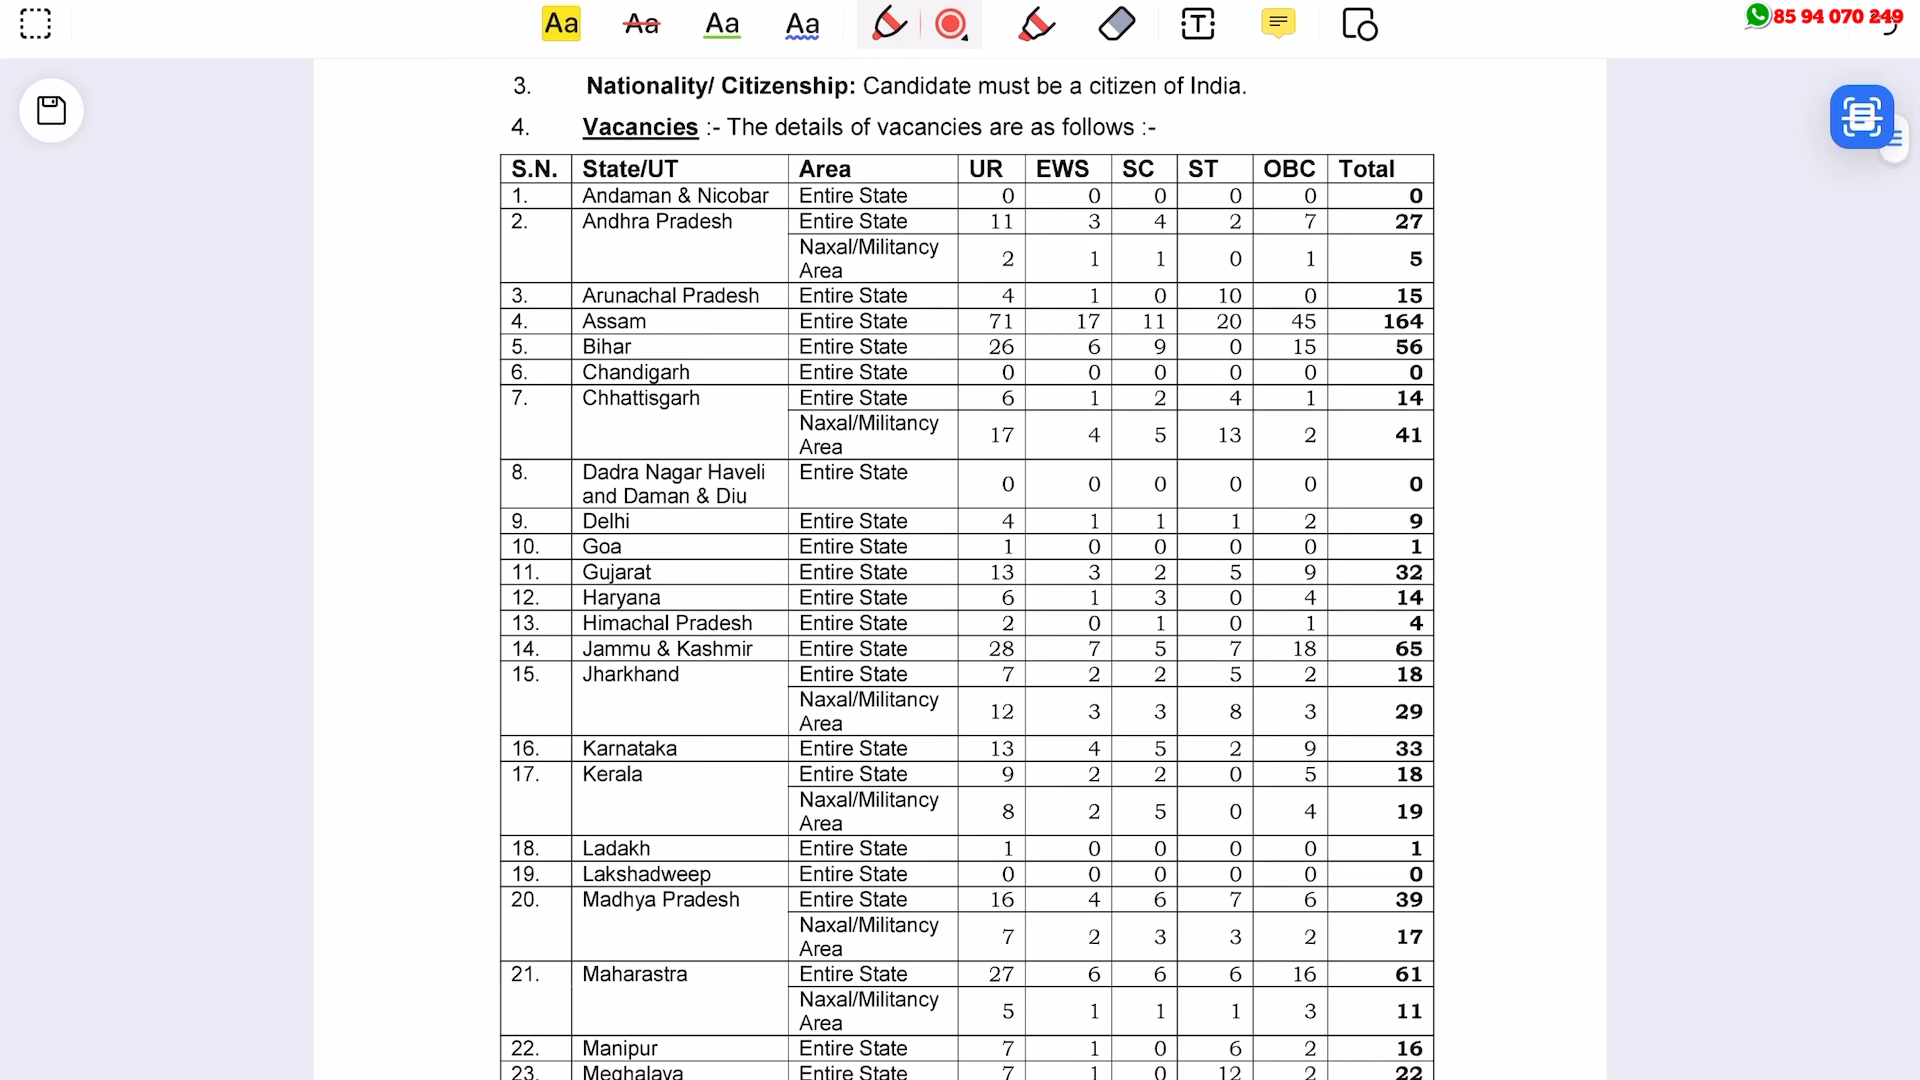 Aa Aa Aa Aa T
85 94 070 249
3. Nationality/ Citizenship: Candidate must be a citizen of India.
4. Vacancies :- The details of vacancies are as follows :-
S.N. State/UT Area UR EWS SC ST OBC Total
1. Andaman & Nicobar Entire State 0 0 0 0 0 0
2. Andhra Pradesh Entire State 11 3 4 2 7 27
Naxal/Militancy
Area 2 1 1 0 1 5
3. Arunachal Pradesh Entire State 4 1 0 10 0 15
4. Assam Entire State 71 17 11 20 45 164
5. Bihar Entire State 26 6 9 0 15 56
6. Chandigarh Entire State 0 0 0 0 0 0
7. Chhattisgarh Entire State 6 1 2 4 1 14
Naxal/Militancy
Area 17 4 5 13 2 41
8. Dadra Nagar Haveli Entire State
and Daman & Diu 0 0 0 0 0 0
9. Delhi Entire State 4 1 1 1 2 9
10. Goa Entire State 1 0 0 0 0 1
11. Gujarat Entire State 13 3 2 5 9 32
12. Haryana Entire State 6 1 3 0 4 14
13. Himachal Pradesh Entire State 2 0 1 0 1 4
14. Jammu & Kashmir Entire State 28 7 5 7 18 65
15. Jharkhand Entire State 7 2 2 5 2 18
Naxal/Militancy
Area 12 3 3 8 3 29
16. Karnataka Entire State 13 4 5 2 9 33
17. Kerala Entire State 9 2 2 0 5 18
Naxal/Militancy
Area 8 2 5 0 4 19
18. Ladakh Entire State 1 0 0 0 0 1
19. Lakshadweep Entire State 0 0 0 0 0 0
20. Madhya Pradesh Entire State 16 4 6 7 6 39
Naxal/Militancy
Area 7 2 3 3 2 17
21. Maharastra Entire State 27 6 6 6 16 61
Naxal/Militancy
Area 5 1 1 1 3 11
22. Manipur Entire State 7 1 0 6 2 16
23. Meghalaya Entire State 7 1 0 12 2 22